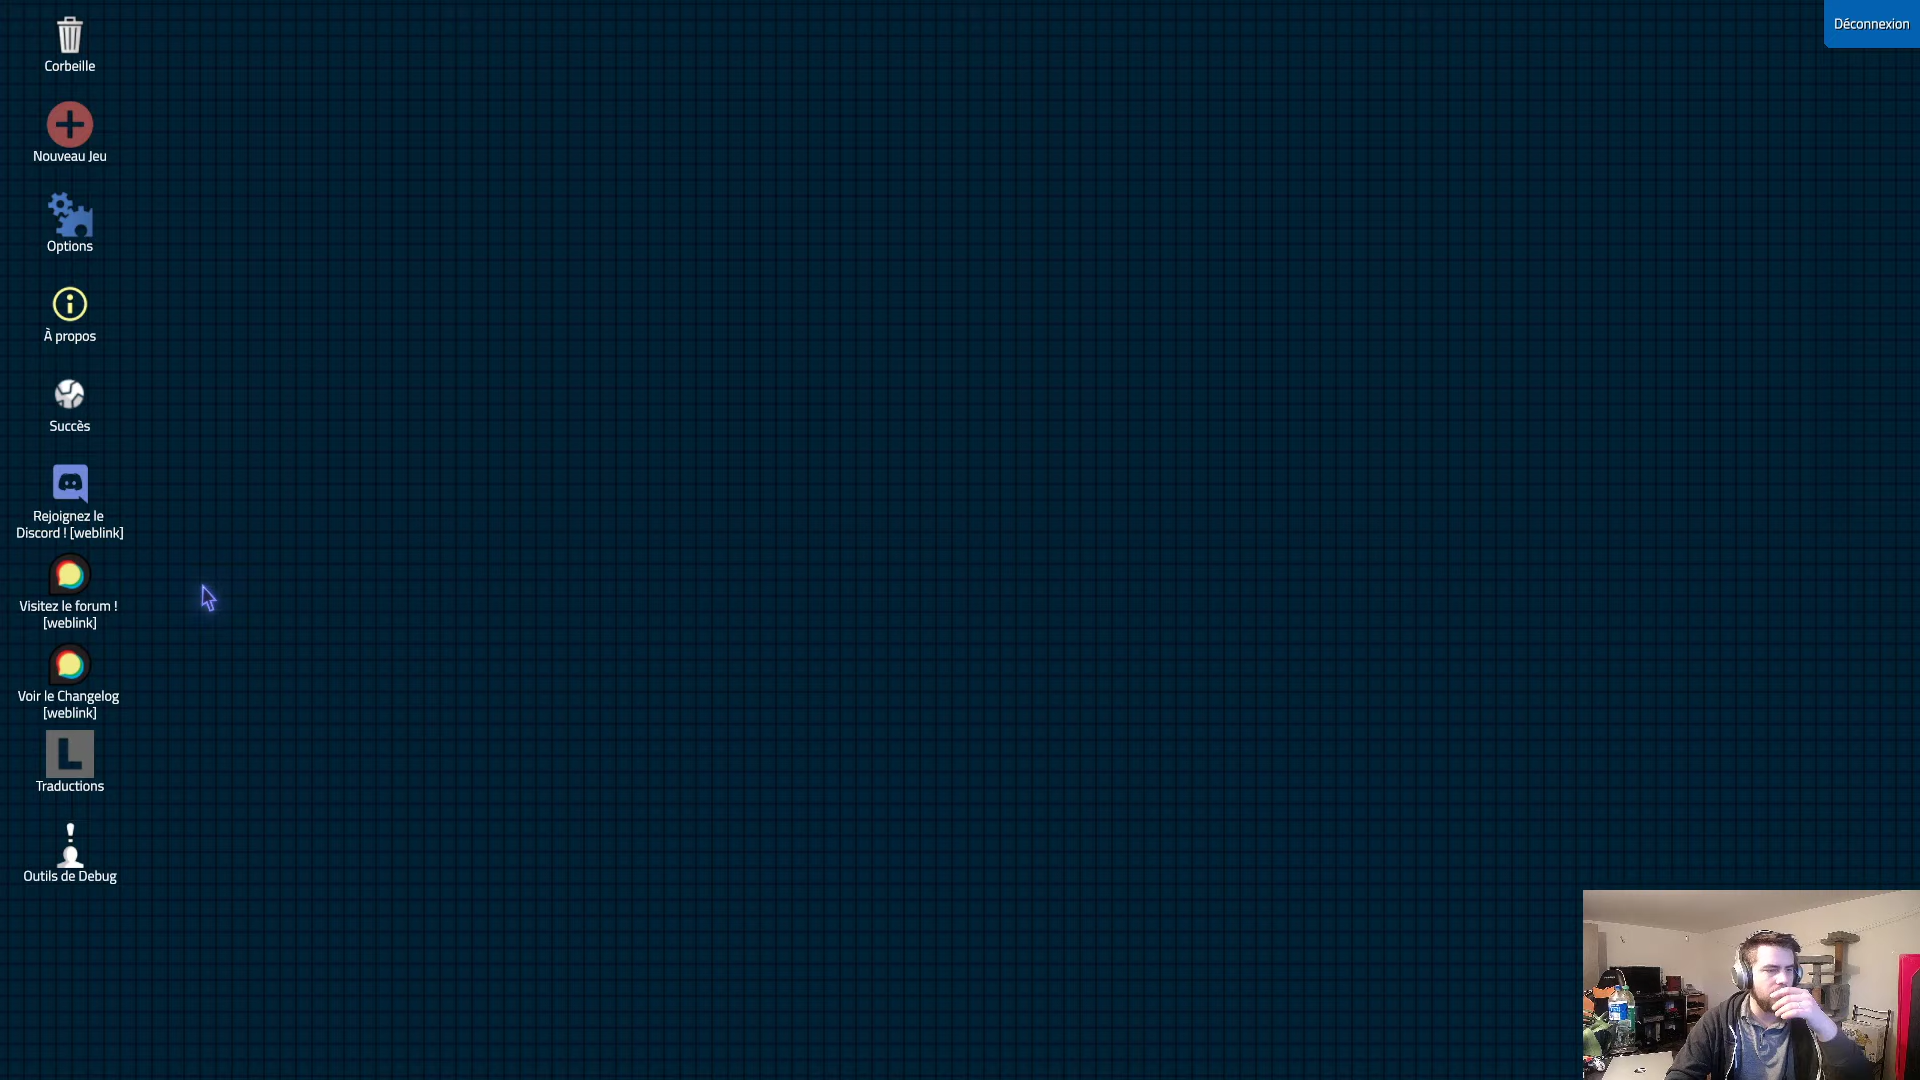 Déconnexion
Corbeille
Nouveau Jeu
Options
À propos
Succès
Rejoignez le
Discord ! [weblink]
Visitez le forum !
[weblink]
Voir le Changelog
[weblink]
L
Traductions
Outils de Debug